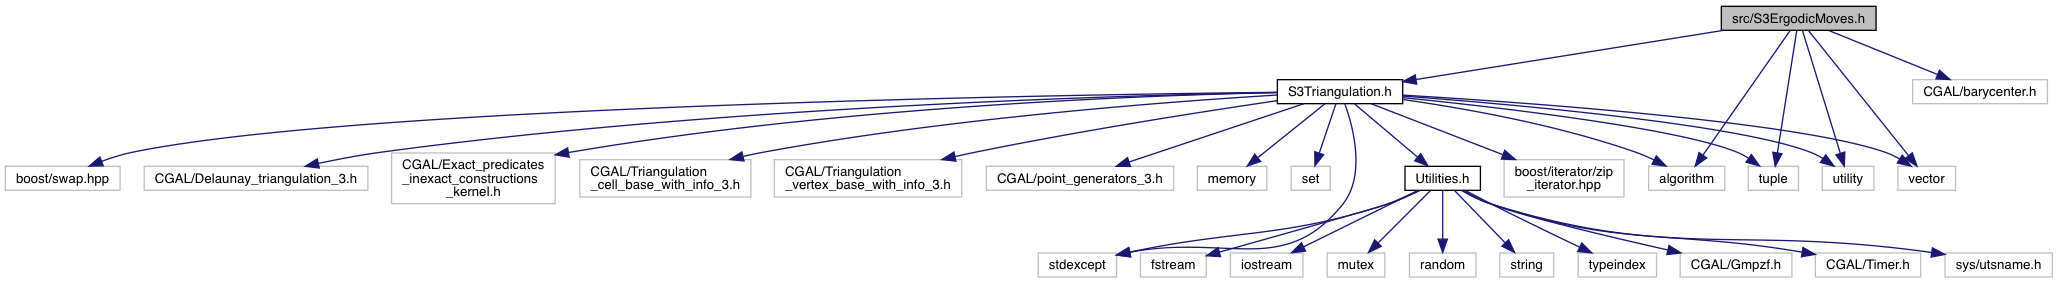 src/S3ErgodicMoves.h
S3Triangulation.h
CGAL/barycenter.h
boost/swap.hpp
CGAL/Delaunay_triangulation_3.h
CGAL/Exact_predicates
_inexact_constructions
_kernel.h
CGAL/Triangulation
_cell_base_with_info_3.h
CGAL/Triangulation
_vertex_base_with_info_3.h
CGAL/point_generators_3.h
memory
set
Utilities.h
boost/iterator/zip
_iterator.hpp
algorithm
tuple
utility
vector
stdexcept
fstream
iostream
mutex
random
string
typeindex
CGAL/Gmpzf.h
CGAL/Timer.h
sys/utsname.h